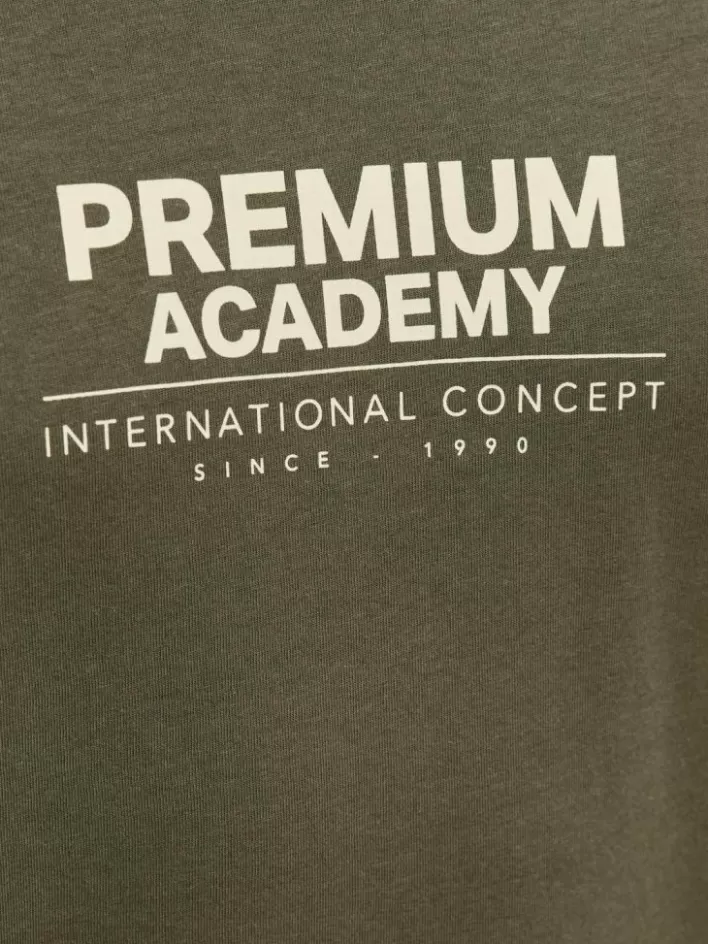 PREMIUM
ACADEMY
INTERNATIONAL CONCEPT
SINCE - 1990